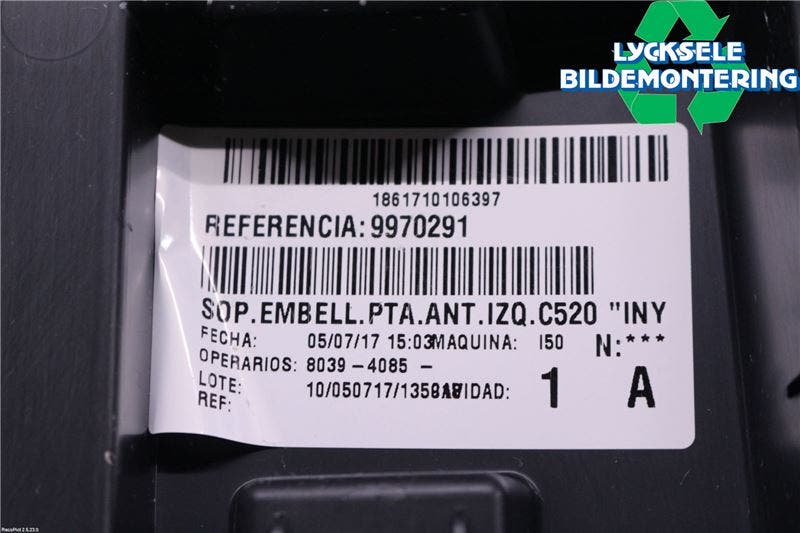 LYCKSELE
BILDEMONTERING
1861710106397
REFERENCIA: 9970291
SOP.EMBELL.PTA.ANT.IZQ.C520 "INY
FECHA: 05/07/17 15:03 MAQUINA: I50 N:***
OPERARIOS: 8039 - 4085 -
LOTE: 10/050717/1358 VIDAD: 1 A
REF: